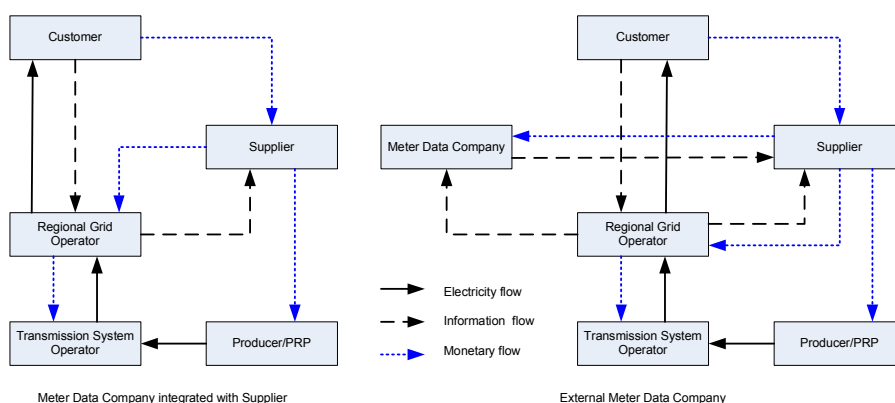 Customer
Supplier
Regional Grid
Operator
Transmission System
Operator
Producer/PRP
Meter Data Company integrated with Supplier
Electricity flow
Information flow
Monetary flow
Customer
Meter Data Company
Supplier
Regional Grid
Operator
Transmission System
Operator
Producer/PRP
External Meter Data Company